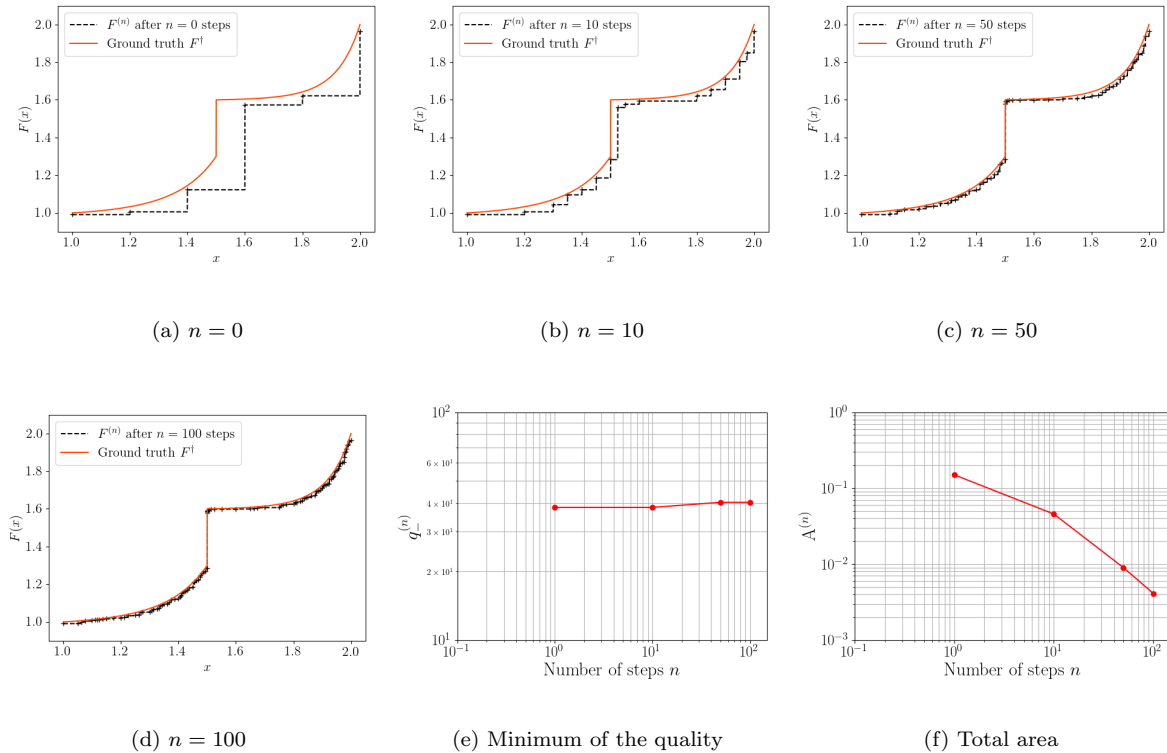 2.0
1.8
1.6
1.4
1.2
1.0
F(x)
F^{(n)} after n = 0 steps
Ground truth F^†
1.0 1.2 1.4 1.6 1.8 2.0
x
(a) n = 0
2.0
1.8
1.6
1.4
1.2
1.0
F(x)
F^{(n)} after n = 10 steps
Ground truth F^†
1.0 1.2 1.4 1.6 1.8 2.0
x
(b) n = 10
2.0
1.8
1.6
1.4
1.2
1.0
F(x)
F^{(n)} after n = 50 steps
Ground truth F^†
1.0 1.2 1.4 1.6 1.8 2.0
x
(c) n = 50
2.0
1.8
1.6
1.4
1.2
1.0
F(x)
F^{(n)} after n = 100 steps
Ground truth F^†
1.0 1.2 1.4 1.6 1.8 2.0
x
(d) n = 100
10^2
6 × 10^1
4 × 10^1
3 × 10^1
2 × 10^1
10^1
q_-^{(n)}
10^{-1} 10^0 10^1 10^2
Number of steps n
(e) Minimum of the quality
10^0
10^{-1}
10^{-2}
10^{-3}
A^{(n)}
10^{-1} 10^0 10^1 10^2
Number of steps n
(f) Total area